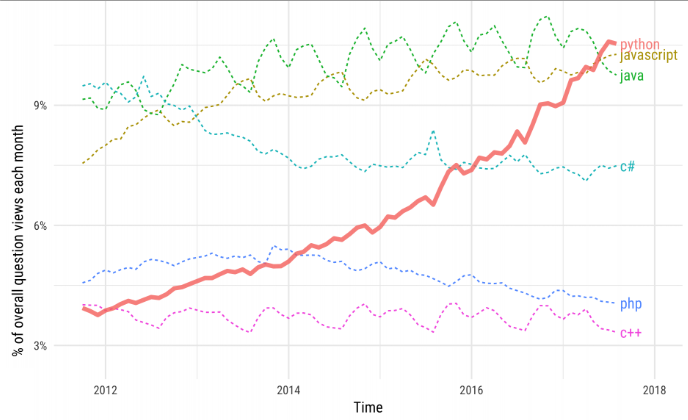 % of overall question views each month
9%
6%
3%
python
javascript
java
c#
php
c++
2012
2014
2016
2018
Time